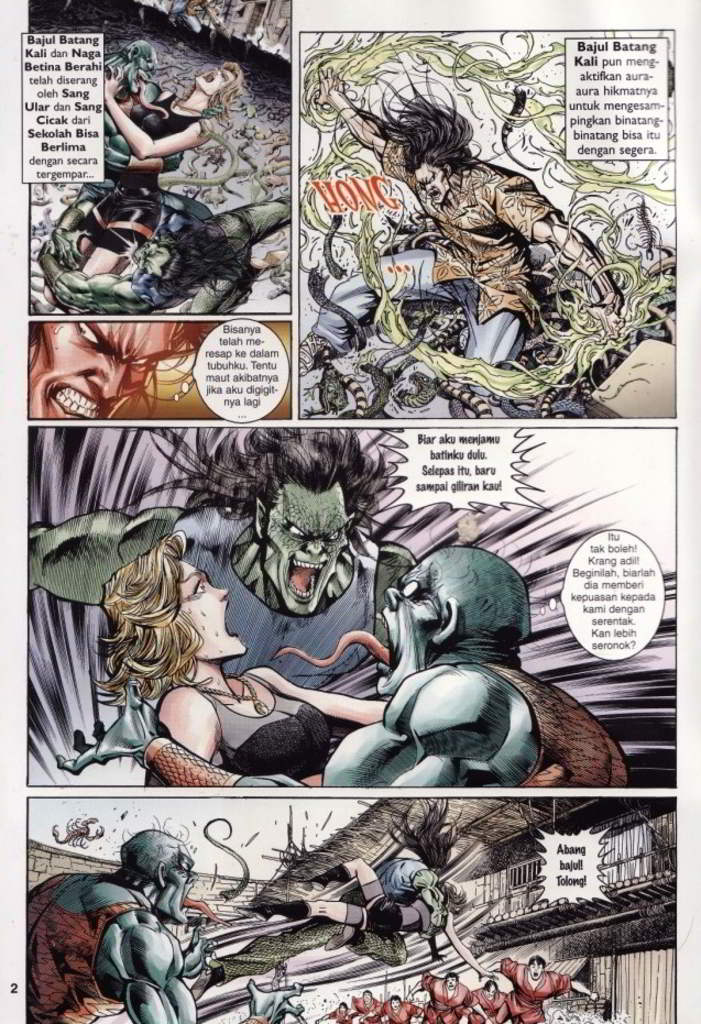 Bajul Batang
Kali dan Naga
Betina Berahi
telah diserang
oleh Sang
Ular dan Sang
Cicak dari
Sekolah Bisa
Berlima
dengan secara
tergempar...
Bajul Batang
Kali pun meng-
aktifkan aura-
aura hikmatnya
untuk mengesam-
pingkan binatang-
binatang bisa itu
dengan segera.
HONG
...
Bisanya
telah me-
resap ke dalam
tubuhku. Tentu
maut akibatnya
jika aku digigit-
nya lagi
...
Biar aku menjamu
batinku dulu.
Selepas itu, baru
sampai giliran kau!
Itu
tak boleh!
Krang adil!
Beginilah, biarlah
dia memberi
kepuasan kepada
kami dengan
serentak.
Kan lebih
seronok?
Abang
bajul!
Tolong!
2